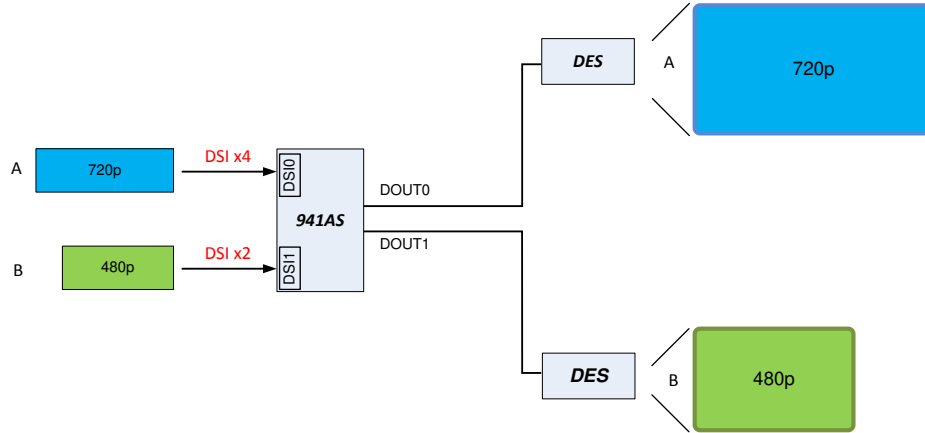 DES
A
720p
A
720p
DSI x4
DSI0
941AS
DOUT0
B
480p
DSI x2
DSI1
DOUT1
DES
B
480p